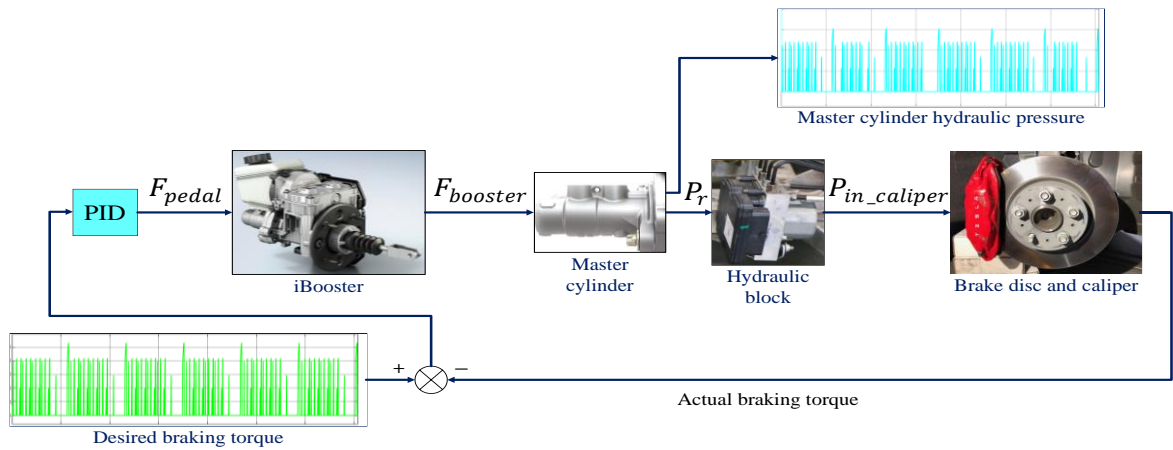 Master cylinder hydraulic pressure
PID
F_pedal
iBooster
F_booster
Master
cylinder
P_r
Hydraulic
block
P_in_caliper
TESLA
Brake disc and caliper
+
−
Actual braking torque
Desired braking torque